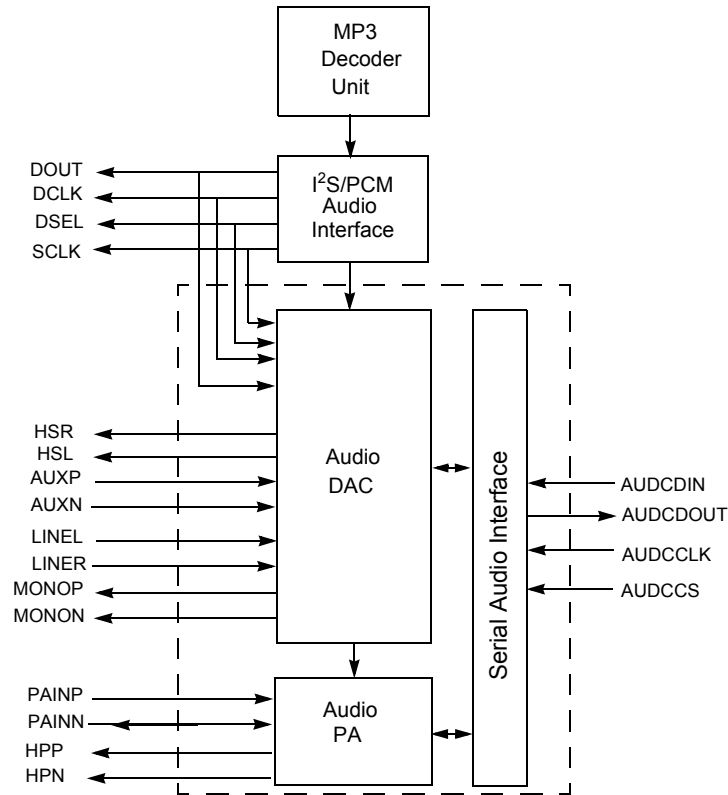 MP3
Decoder
Unit
DOUT
DCLK
DSEL
SCLK
I²S/PCM
Audio
Interface
HSR
HSL
AUXP
AUXN
LINEL
LINER
MONOP
MONON
Audio
DAC
Serial Audio Interface
AUDCDIN
AUDCDOUT
AUDCCLK
AUDCCS
PAINP
PAINN
HPP
HPN
Audio
PA